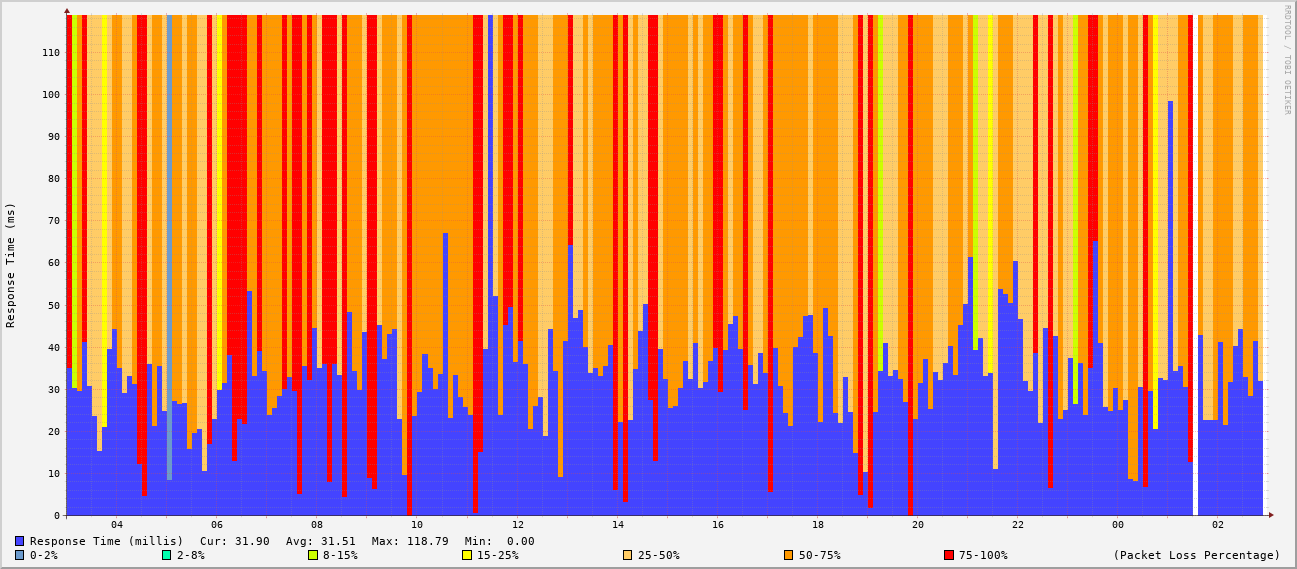 RRDTOOL / TOBI OETIKER
Response Time (ms)
110
100
90
80
70
60
50
40
30
20
10
0
04 06 08 10 12 14 16 18 20 22 00 02
Response Time (millis) Cur: 31.90 Avg: 31.51 Max: 118.79 Min: 0.00
0-2% 2-8% 8-15% 15-25% 25-50% 50-75% 75-100% (Packet Loss Percentage)